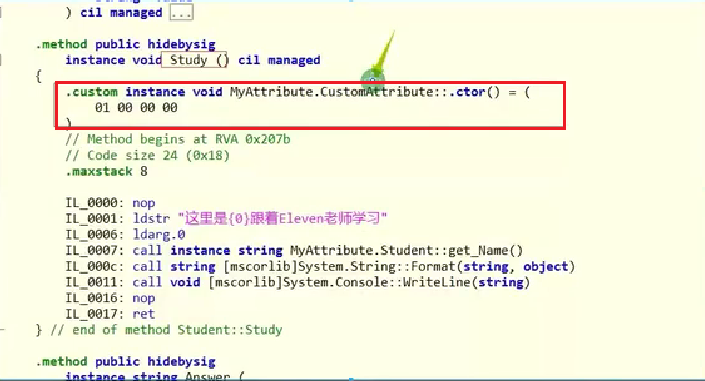 ) cil managed ...
.method public hidebysig
instance void Study () cil managed
{
.custom instance void MyAttribute.CustomAttribute::.ctor() = (
01 00 00 00
)
// Method begins at RVA 0x207b
// Code size 24 (0x18)
.maxstack 8
IL_0000: nop
IL_0001: ldstr "这里是{0}跟着Eleven老师学习"
IL_0006: ldarg.0
IL_0007: call instance string MyAttribute.Student::get_Name()
IL_000c: call string [mscorlib]System.String::Format(string, object)
IL_0011: call void [mscorlib]System.Console::WriteLine(string)
IL_0016: nop
IL_0017: ret
} // end of method Student::Study
.method public hidebysig
instance string Answer (